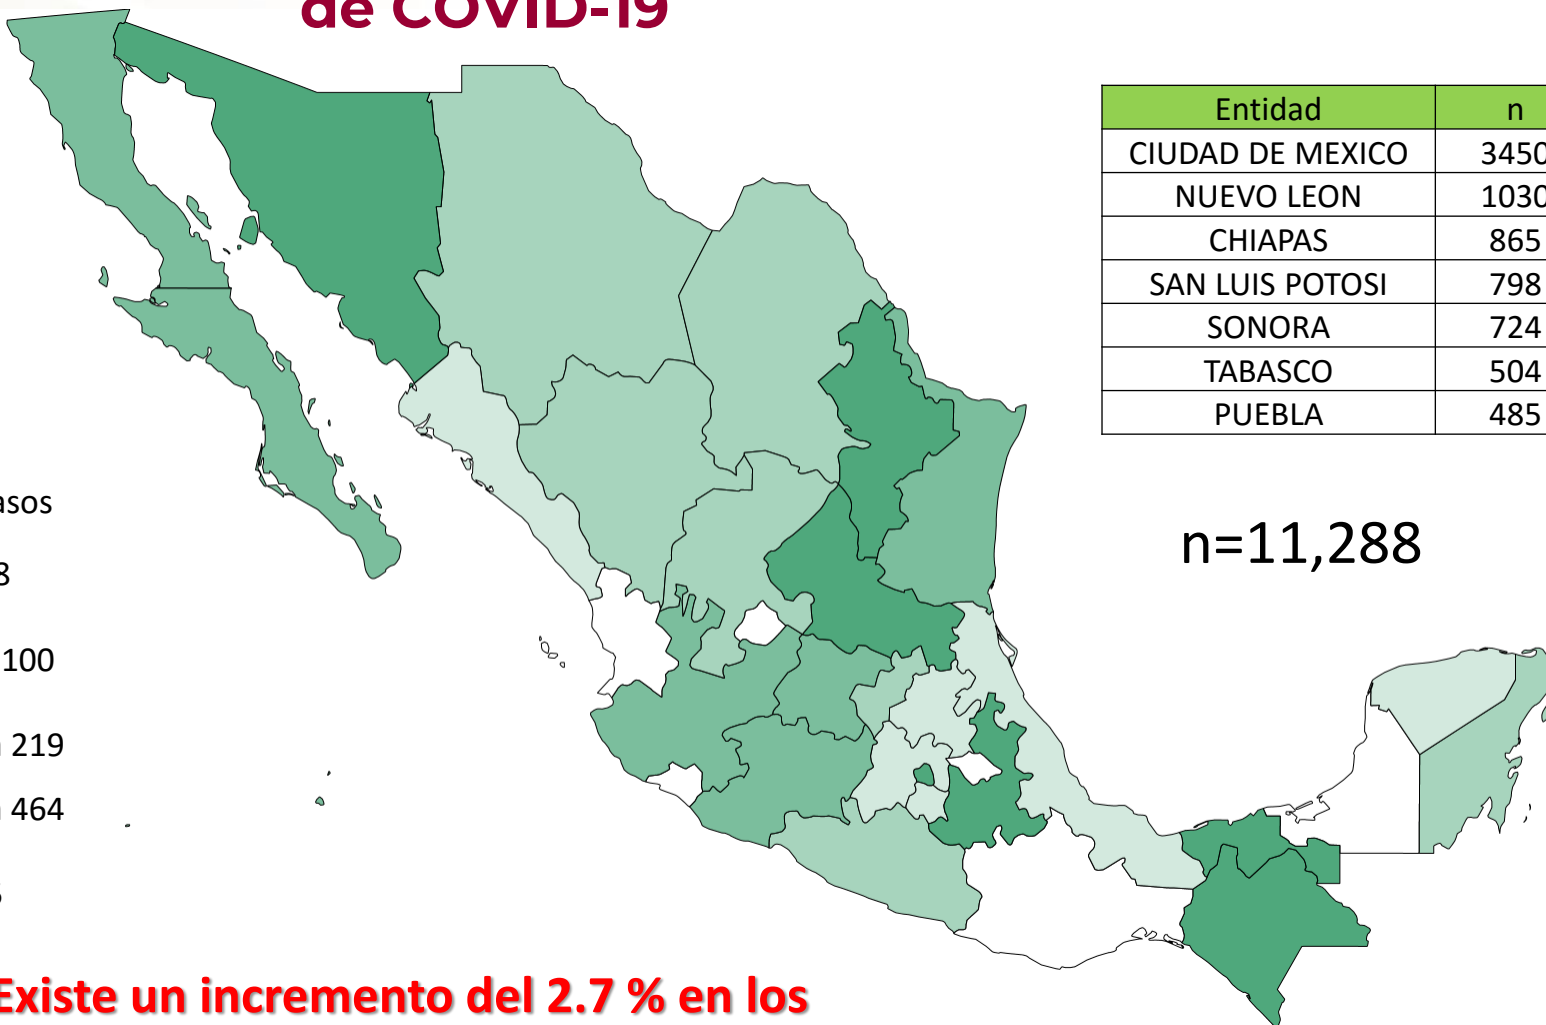 de COVID-19
Entidad n
CIUDAD DE MEXICO 3450
NUEVO LEON 1030
CHIAPAS 865
SAN LUIS POTOSI 798
SONORA 724
TABASCO 504
PUEBLA 485
asos
8
100
n=11,288
219
464
Existe un incremento del 2.7 % en los